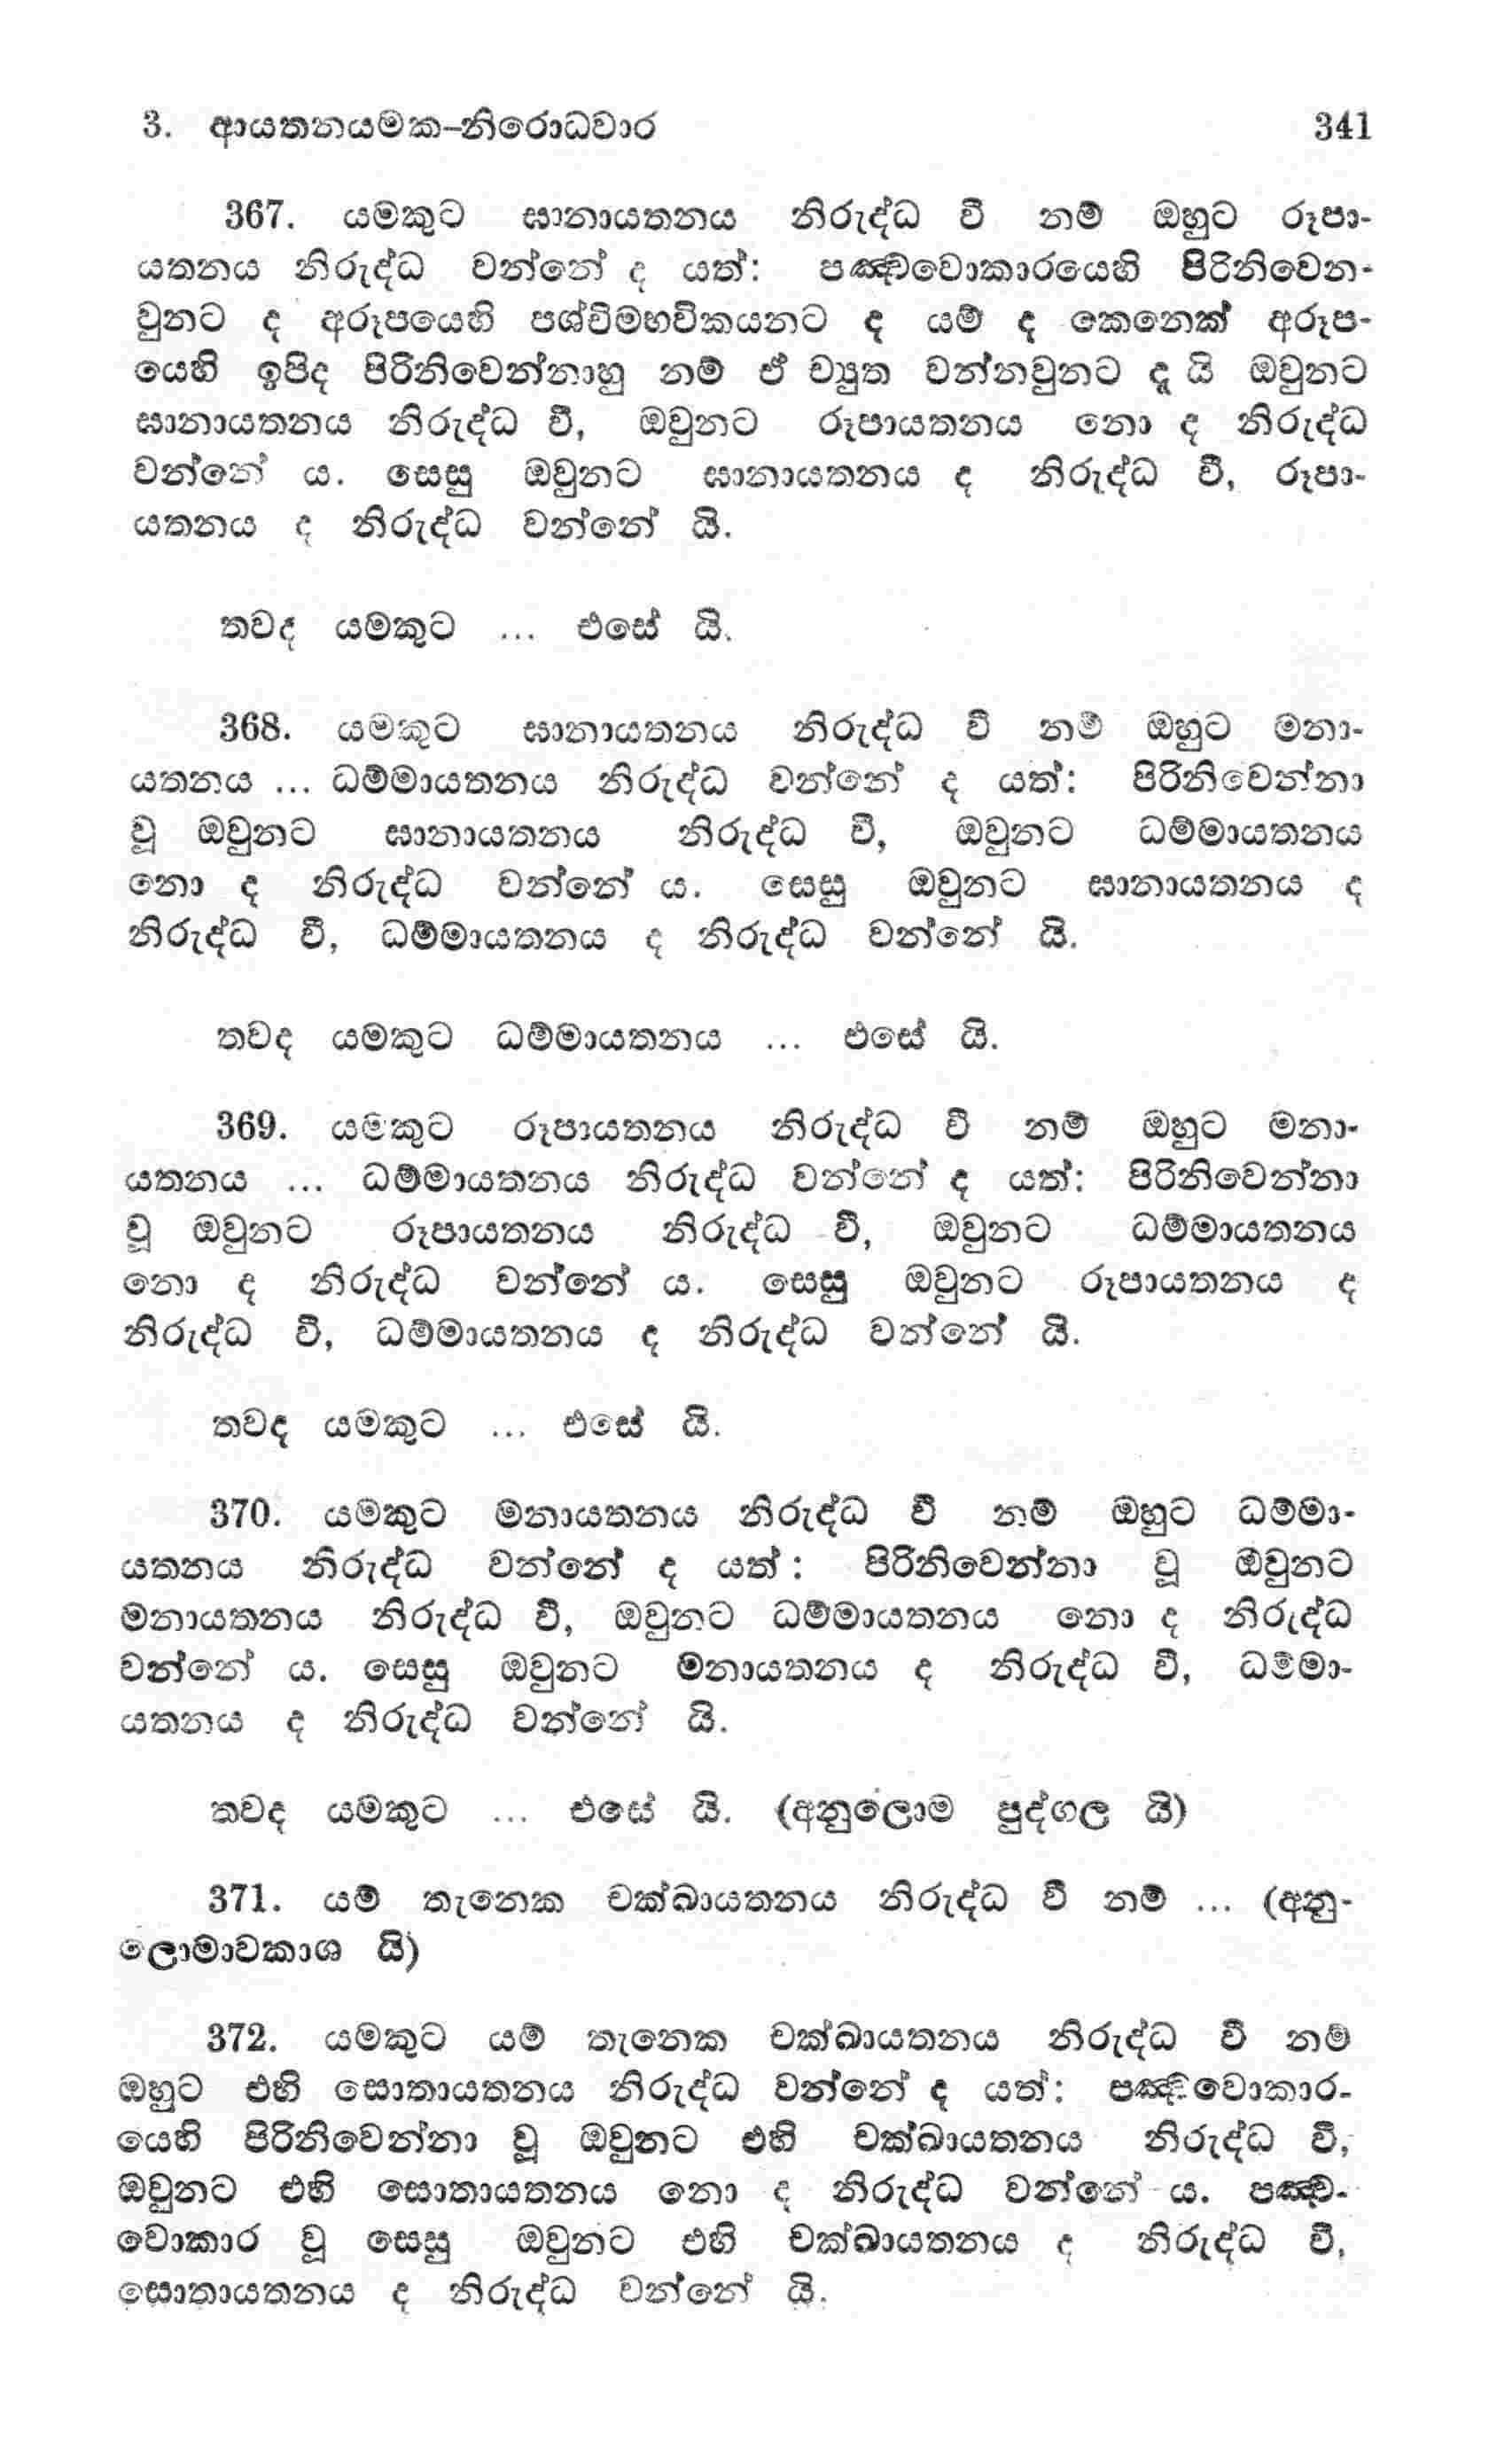 3. ආයතනයමක–නිරොධවාර 341
367. යමකුට ඝානායතනය නිරුද්ධ වී නම් ඔහුට රූපා-
යතනය නිරුද්ධ වන්නේ ද යත්: පඤ්චවොකාරයෙහි පිරිනිවෙන-
වුනට ද අරූපයෙහි පශ්චිමභවිකයනට ද යම් ද කෙනෙක් අරූප-
යෙහි ඉපිද පිරිනිවෙන්නාහු නම් ඒ ච්‍යුත වන්නවුනට දූ යි ඔවුනට
ඝානායතනය නිරුද්ධ වී, ඔවුනට රූපායතනය නො ද නිරුද්ධ
වන්නේ ය. සෙසු ඔවුනට ඝානායතනය ද නිරුද්ධ වී, රූපා-
යතනය ද නිරුද්ධ වන්නේ යි.
තවද යමකුට ... එසේ යි.
368. යමකුට ඝානායතනය නිරුද්ධ වී නම් ඔහුට මනා-
යතනය ... ධම්මායතනය නිරුද්ධ වන්නේ ද යත්: පිරිනිවෙන්නා
වූ ඔවුනට ඝානායතනය නිරුද්ධ වී, ඔවුනට ධම්මායතනය
නො ද නිරුද්ධ වන්නේ ය. සෙසු ඔවුනට ඝානායතනය ද
නිරුද්ධ වී, ධම්මායතනය ද නිරුද්ධ වන්නේ යි.
තවද යමකුට ධම්මායතනය ... එසේ යි.
369. යමකුට රූපායතනය නිරුද්ධ වී නම් ඔහුට මනා-
යතනය ... ධම්මායතනය නිරුද්ධ වන්නේ ද යත්: පිරිනිවෙන්නා
වූ ඔවුනට රූපායතනය නිරුද්ධ වී, ඔවුනට ධම්මායතනය
නො ද නිරුද්ධ වන්නේ ය. සෙසු ඔවුනට රූපායතනය ද
නිරුද්ධ වී, ධම්මායතනය ද නිරුද්ධ වන්නේ යි.
තවද යමකුට ... එසේ යි.
370. යමකුට මනායතනය නිරුද්ධ වී නම් ඔහුට ධම්මා-
යතනය නිරුද්ධ වන්නේ ද යත් : පිරිනිවෙන්නා වූ ඔවුනට
මනායතනය නිරුද්ධ වී, ඔවුනට ධම්මායතනය නො ද නිරුද්ධ
වන්නේ ය. සෙසු ඔවුනට මනායතනය ද නිරුද්ධ වී, ධම්මා-
යතනය ද නිරුද්ධ වන්නේ යි.
තවද යමකුට ... එසේ යි. (අනුලොම පුද්ගල යි)
371. යම් තැනෙක චක්ඛායතනය නිරුද්ධ වී නම් ... (අනු-
ලොමාවකාශ යි)
372. යමකුට යම් තැනෙක චක්ඛායතනය නිරුද්ධ වී නම්
ඔහුට එහි සොතායතනය නිරුද්ධ වන්නේ ද යත්: පඤ්චවොකාර-
යෙහි පිරිනිවෙන්නා වූ ඔවුනට එහි චක්ඛායතනය නිරුද්ධ වී,
ඔවුනට එහි සොතායතනය නො ද නිරුද්ධ වන්නේ ය. පඤ්ච-
වොකාර වූ සෙසු ඔවුනට එහි චක්ඛායතනය ද නිරුද්ධ වී,
සොතායතනය ද නිරුද්ධ වන්නේ යි.